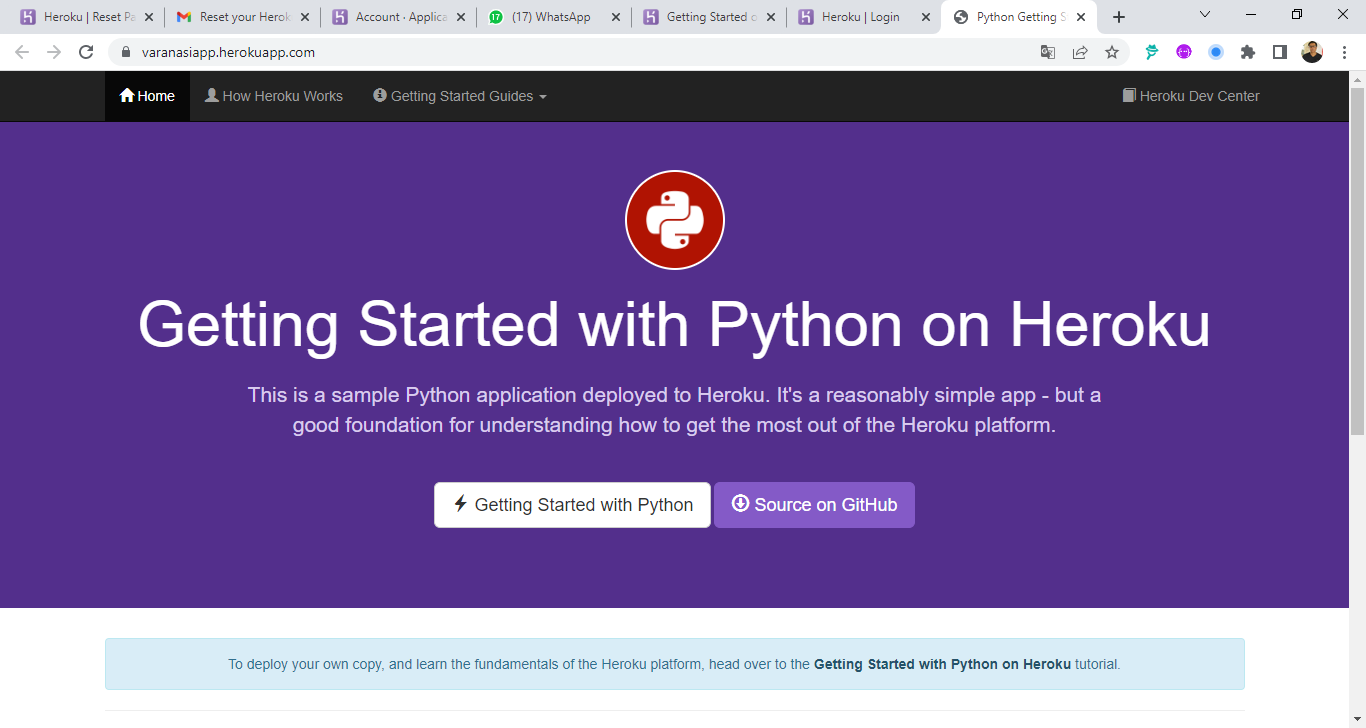 Heroku | Reset Pa
Reset your Herok
Account · Applica
(17) WhatsApp
Getting Started o
Heroku | Login
Python Getting S
varanasiapp.herokuapp.com
Home
How Heroku Works
Getting Started Guides
Heroku Dev Center
Getting Started with Python on Heroku
This is a sample Python application deployed to Heroku. It's a reasonably simple app - but a
good foundation for understanding how to get the most out of the Heroku platform.
Getting Started with Python
Source on GitHub
To deploy your own copy, and learn the fundamentals of the Heroku platform, head over to the Getting Started with Python on Heroku tutorial.